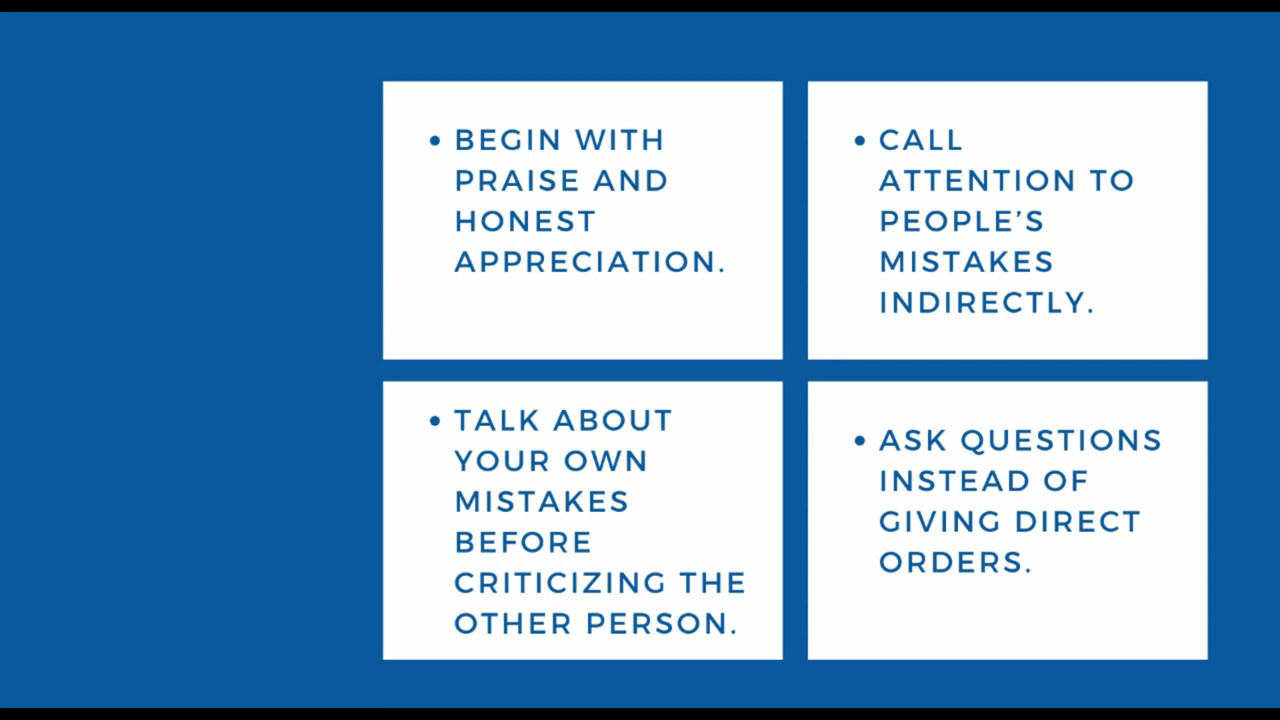 • BEGIN WITH
PRAISE AND
HONEST
APPRECIATION.
• CALL
ATTENTION TO
PEOPLE’S
MISTAKES
INDIRECTLY.
• TALK ABOUT
YOUR OWN
MISTAKES
BEFORE
CRITICIZING THE
OTHER PERSON.
• ASK QUESTIONS
INSTEAD OF
GIVING DIRECT
ORDERS.